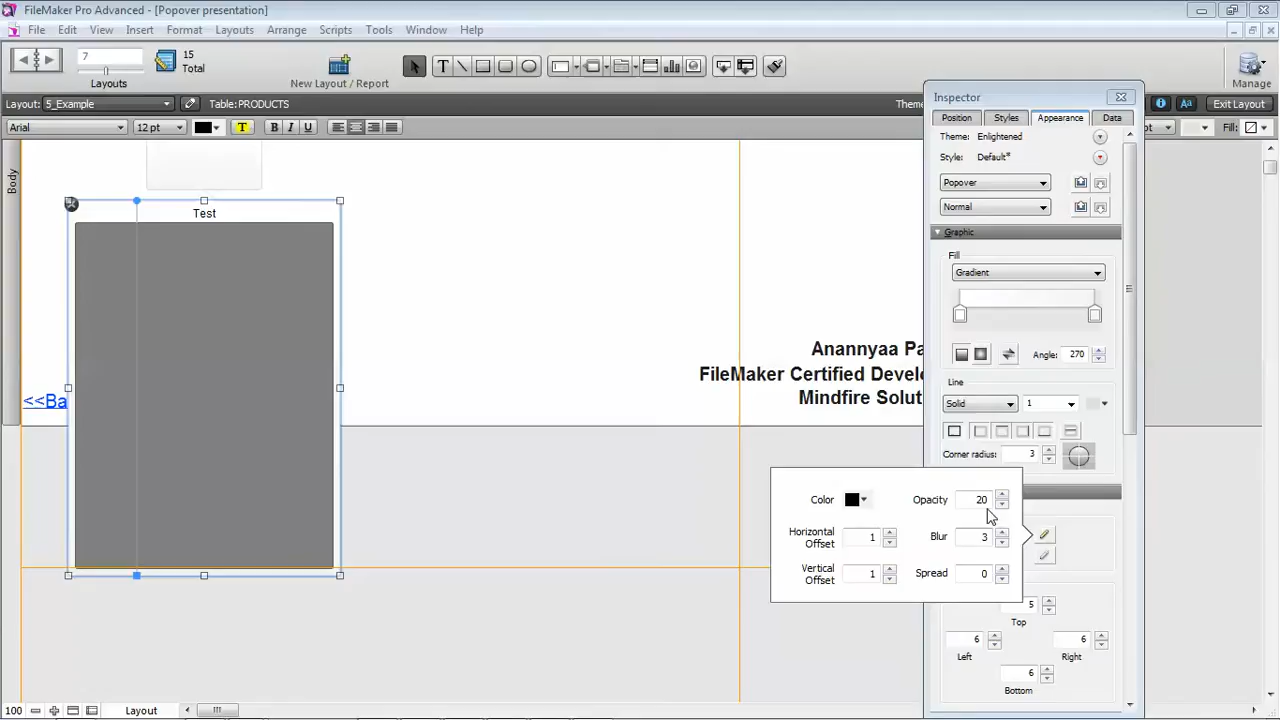 FileMaker Pro Advanced - [Popover presentation]
File Edit View Insert Format Layouts Arrange Scripts Tools Window Help
7
15
Total
Layouts
New Layout / Report
Manage
Layout: 5_Example
Table: PRODUCTS
Exit Layout
Arial
12 pt
T
B I U
Fill:
Inspector
Position Styles Appearance Data
Theme: Enlightened
Style: Default*
Popover
Normal
Graphic
Fill
Gradient
Angle: 270
Line
Solid 1
Corner radius: 3
Body
Test
<<Ba
Anannyaa Pa
FileMaker Certified Develo
Mindfire Solut
Color
Opacity 20
Horizontal Offset 1
Blur 3
Vertical Offset 1
Spread 0
5
Top
6
6
Left
Right
6
Bottom
100
Layout